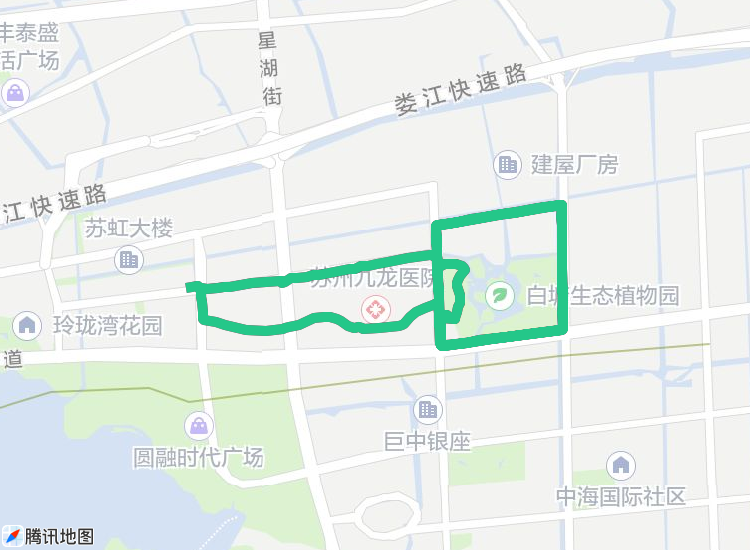 丰泰盛
活广场
星湖街
娄江快速路
建屋厂房
江快速路
苏虹大楼
苏州九龙医院
白塘生态植物园
玲珑湾花园
道
圆融时代广场
巨中银座
中海国际社区
腾讯地图